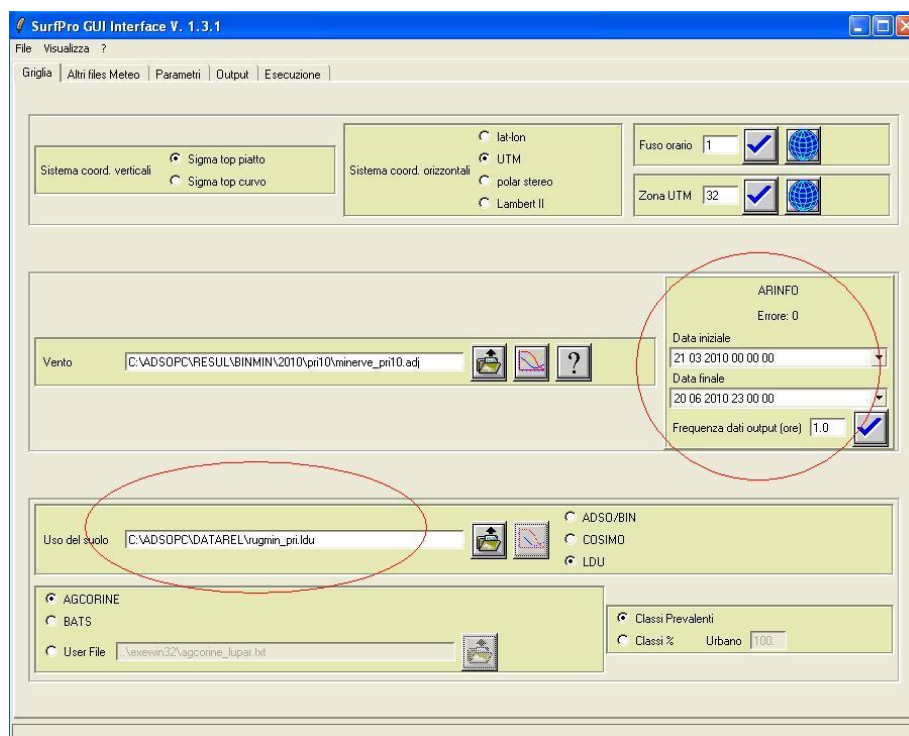 SurfPro GUI Interface V. 1.3.1
File Visualizza ?
Griglia Altri files Meteo Parametri Output Esecuzione
Sistema coord. verticali
Sigma top piatto
Sigma top curvo
Sistema coord. orizzontali
lat-lon
UTM
polar stereo
Lambert II
Fuso orario 1
Zona UTM 32
Vento C:\ADSOPC\RESUL\BINMIN\2010\pri10\minerve_pri10.adj ?
ARINFO
Errore: 0
Data iniziale
21 03 2010 00 00 00
Data finale
20 06 2010 23 00 00
Frequenza dati output (ore) 1.0
Uso del suolo C:\ADSOPC\DATAREL\rugmin_pri.ldu
ADSO/BIN
COSIMO
LDU
AGCORINE
BATS
User File ..\exewin32\agcorine_lupar.txt
Classi Prevalenti
Classi % Urbano 100.